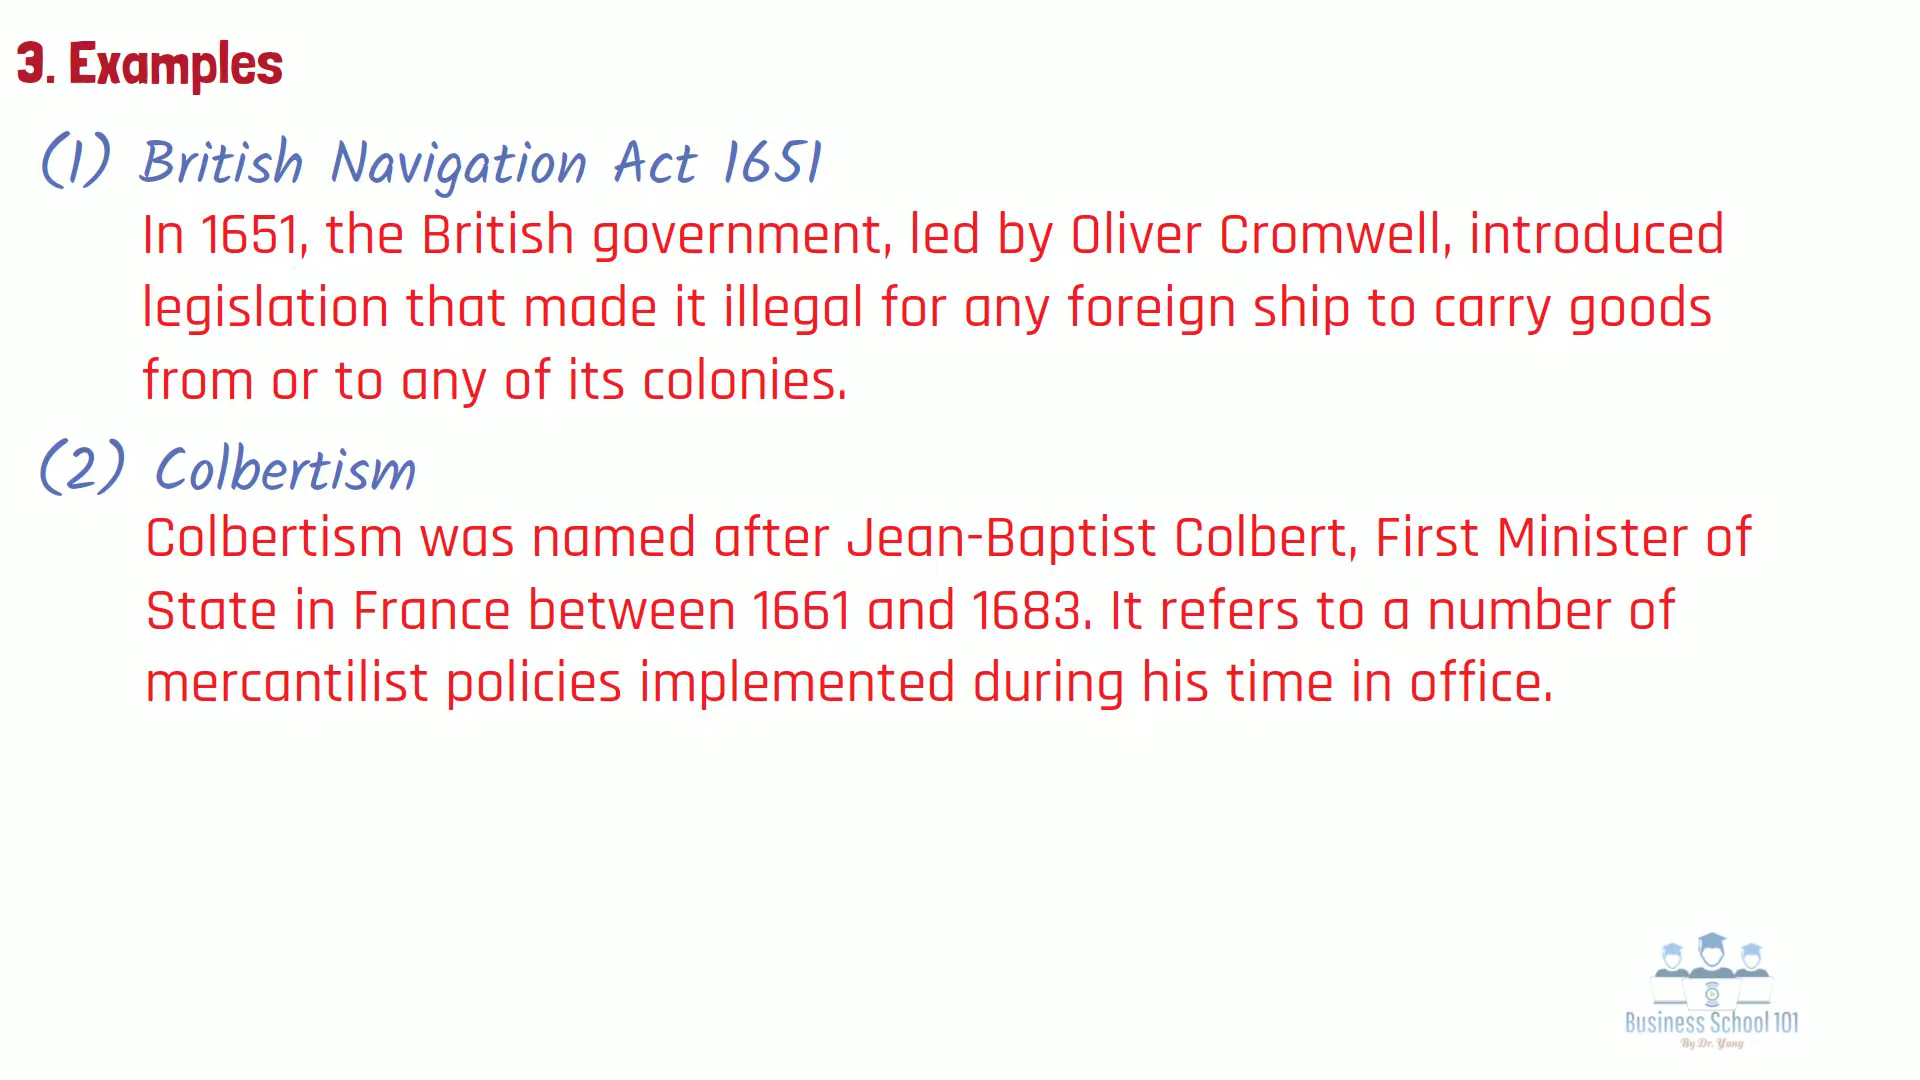 3. Examples
(1) British Navigation Act 1651
In 1651, the British government, led by Oliver Cromwell, introduced
legislation that made it illegal for any foreign ship to carry goods
from or to any of its colonies.
(2) Colbertism
Colbertism was named after Jean-Baptist Colbert, First Minister of
State in France between 1661 and 1683. It refers to a number of
mercantilist policies implemented during his time in office.
Business School 101
By Dr. Yang